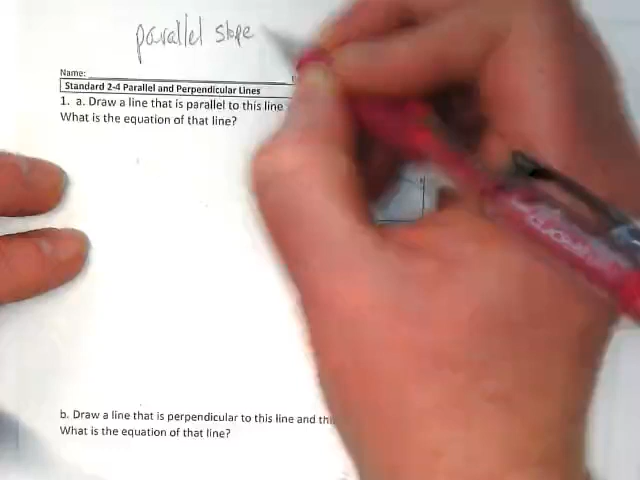 parallel slope
Name:
Standard 2-4 Parallel and Perpendicular Lines
1. a. Draw a line that is parallel to this line
What is the equation of that line?
b. Draw a line that is perpendicular to this line and
What is the equation of that line?